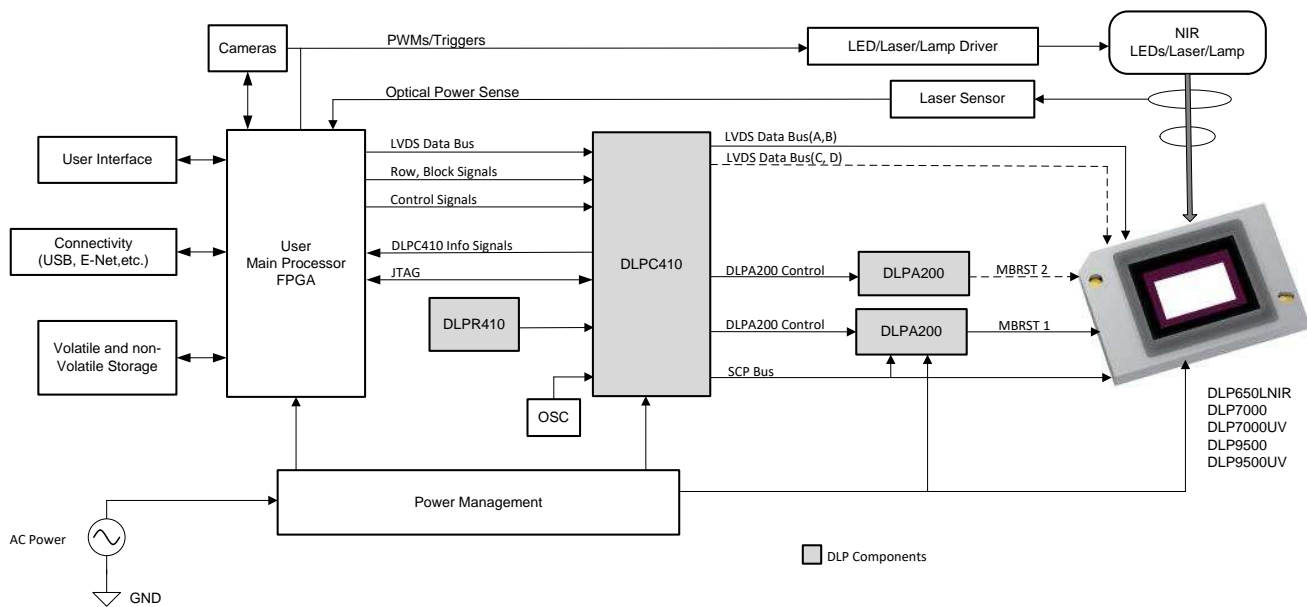 Cameras
PWMs/Triggers
LED/Laser/Lamp Driver
NIR
LEDs/Laser/Lamp
Optical Power Sense
Laser Sensor
User Interface
Connectivity
(USB, E-Net,etc.)
Volatile and non-
Volatile Storage
User
Main Processor
FPGA
LVDS Data Bus
Row, Block Signals
Control Signals
DLPC410 Info Signals
JTAG
DLPR410
OSC
DLPC410
LVDS Data Bus(A,B)
LVDS Data Bus(C, D)
DLPA200 Control
DLPA200
MBRST 2
DLPA200 Control
DLPA200
MBRST 1
SCP Bus
DLP650LNIR
DLP7000
DLP7000UV
DLP9500
DLP9500UV
Power Management
AC Power
GND
DLP Components